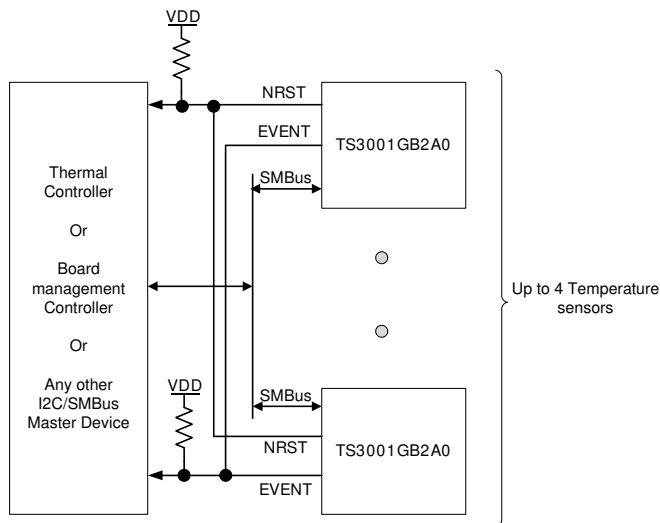 VDD
NRST
EVENT
TS3001GB2A0
SMBus
Thermal
Controller
Or
Board
management
Controller
Or
Any other
I2C/SMBus
Master Device
Up to 4 Temperature
sensors
VDD
SMBus
NRST
TS3001GB2A0
EVENT